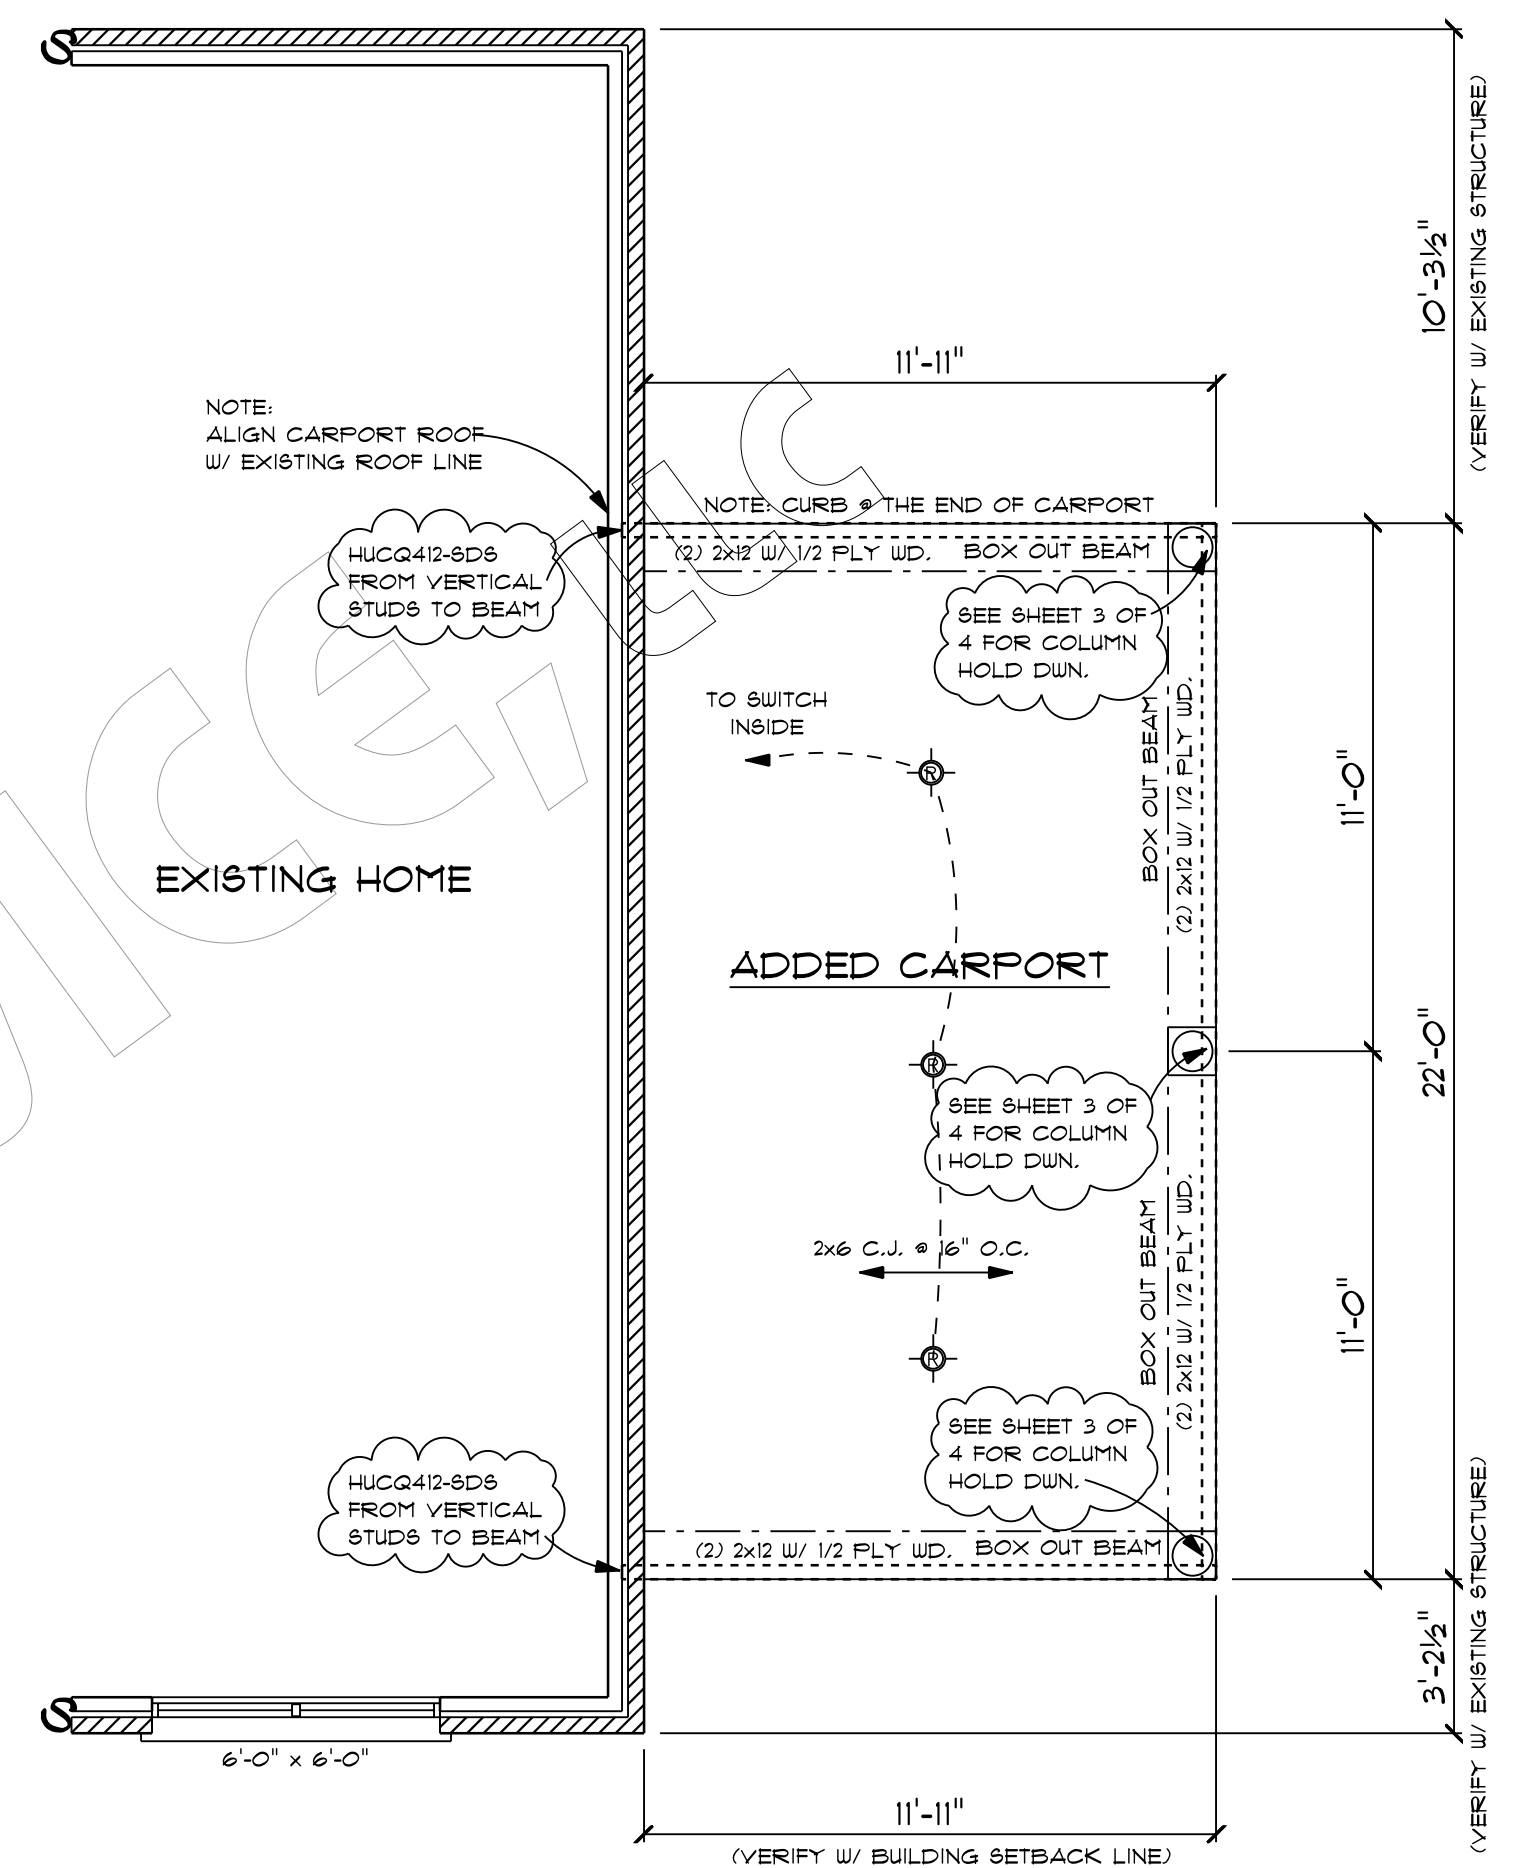 S
10'-3½"
(VERIFY W/ EXISTING STRUCTURE)
11'-11"
NOTE:
ALIGN CARPORT ROOF
W/ EXISTING ROOF LINE
NOTE: CURB @ THE END OF CARPORT
(2) 2x12 W/ 1/2 PLY WD. BOX OUT BEAM
HUCQ412-SDS
FROM VERTICAL
STUDS TO BEAM
SEE SHEET 3 OF
4 FOR COLUMN
HOLD DWN.
TO SWITCH
INSIDE
R
BOX OUT BEAM
(2) 2x12 W/ 1/2 PLY WD.
11'-0"
EXISTING HOME
ADDED CARPORT
22'-0"
R
SEE SHEET 3 OF
4 FOR COLUMN
HOLD DWN.
2x6 C.J. @ 16" O.C.
BOX OUT BEAM
(2) 2x12 W/ 1/2 PLY WD.
11'-0"
R
SEE SHEET 3 OF
4 FOR COLUMN
HOLD DWN.
HUCQ412-SDS
FROM VERTICAL
STUDS TO BEAM
(2) 2x12 W/ 1/2 PLY WD. BOX OUT BEAM
3'-2½"
(VERIFY W/ EXISTING STRUCTURE)
S
6'-0" x 6'-0"
11'-11"
(VERIFY W/ BUILDING SETBACK LINE)